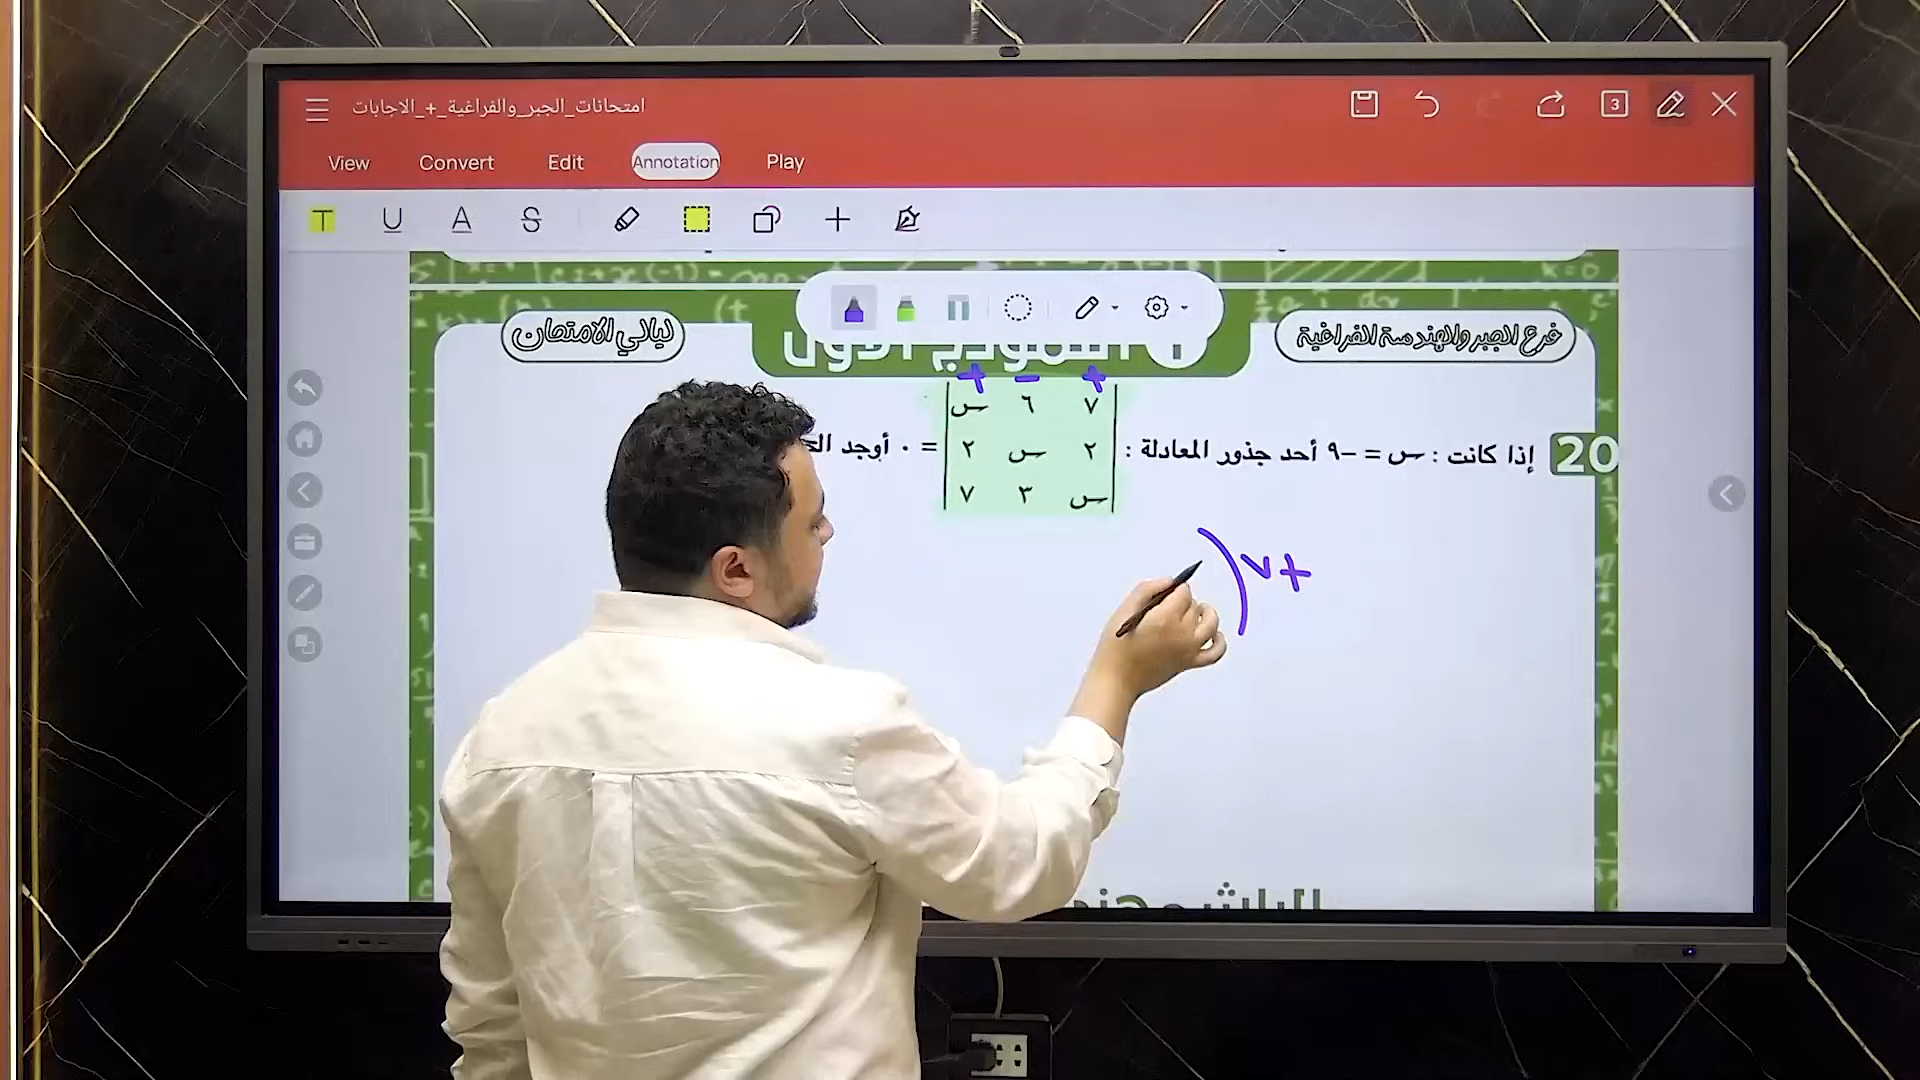 امتحانات_الجبر_والفراغية_+_الاجابات
3
View Convert Edit Annotation Play
T U A S
فرع الجبر والهندسة الفراغية
ليالي الامتحان
+ − +
20 إذا كانت : س = −٩ أحد جذور المعادلة :
٧ ٦ س
٢ س ٢
س ٣ ٧
= ٠ أوجد
+٧(